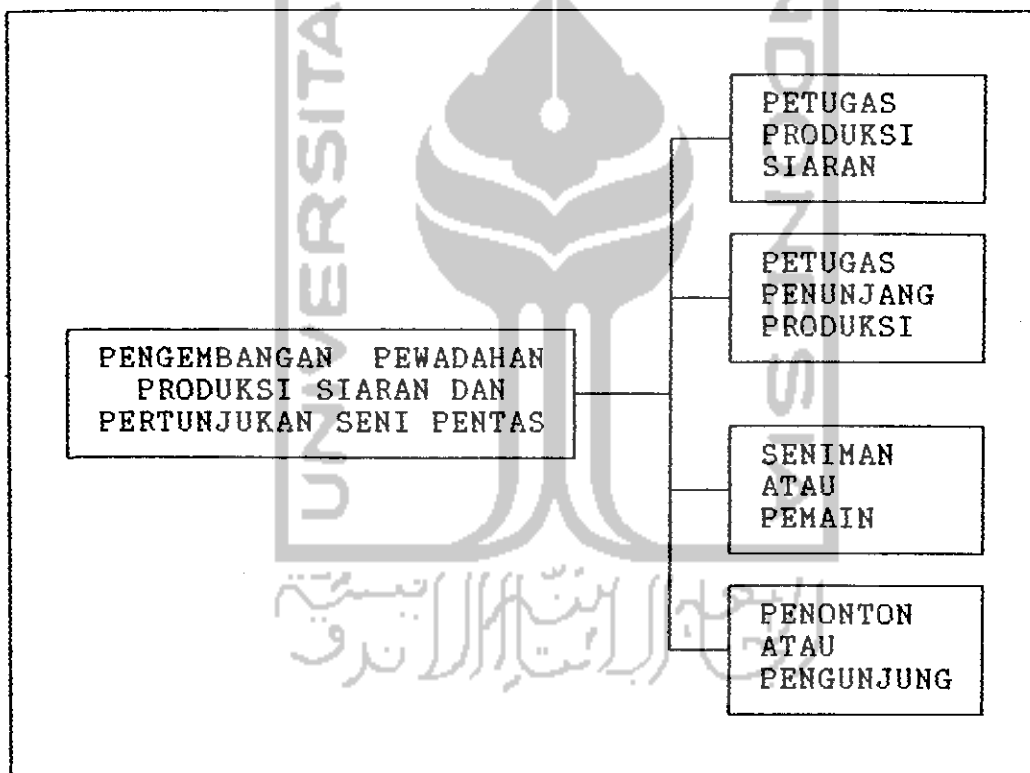 PETUGAS
PRODUKSI
SIARAN
PETUGAS
PENUNJANG
PRODUKSI
PENGEMBANGAN PEWADAHAN
PRODUKSI SIARAN DAN
PERTUNJUKAN SENI PENTAS
SENIMAN
ATAU
PEMAIN
PENONTON
ATAU
PENGUNJUNG
UNIVERSITA